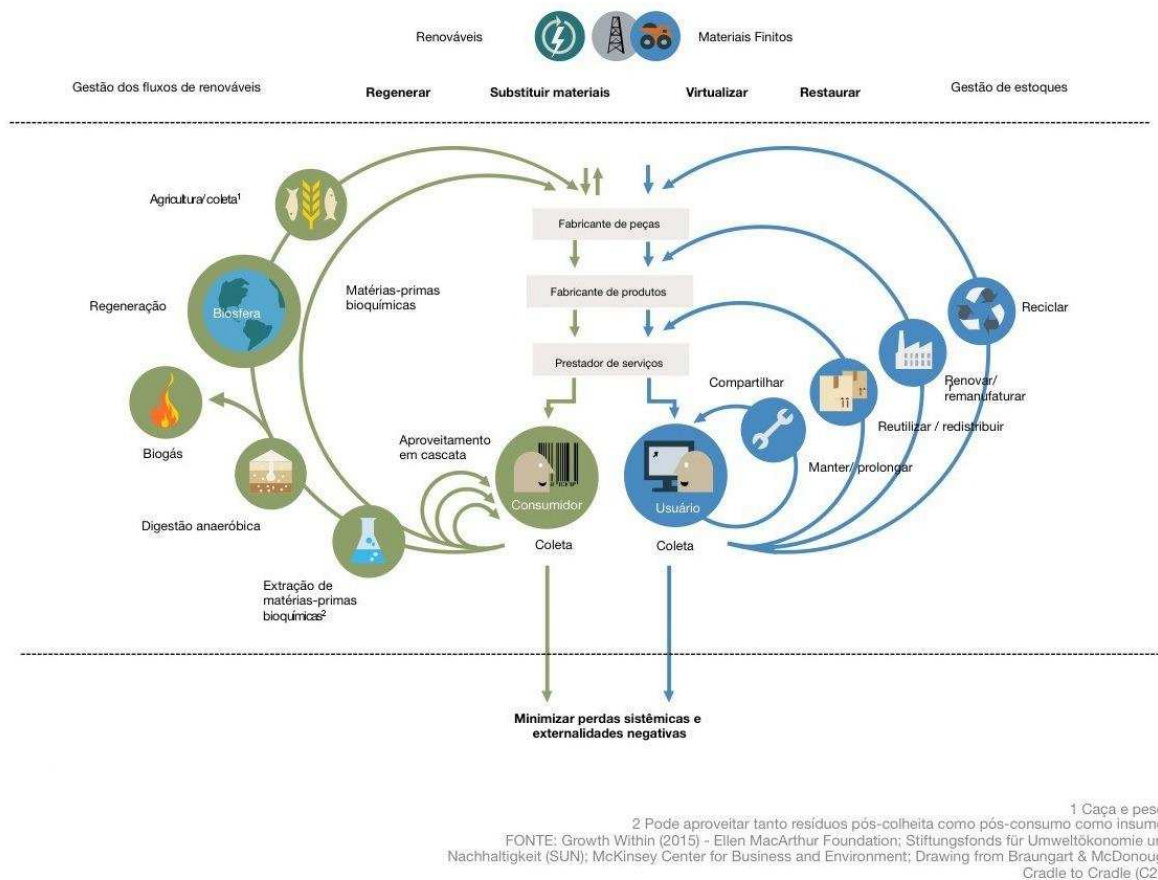 Renováveis
Materiais Finitos
Gestão dos fluxos de renováveis
Regenerar
Substituir materiais
Virtualizar
Restaurar
Gestão de estoques
Agricultura/coleta¹
Fabricante de peças
Matérias-primas
bioquímicas
Regeneração
Biosfera
Fabricante de produtos
Reciclar
Prestador de serviços
Compartilhar
Renovar/
remanufaturar
Reutilizar / redistribuir
Biogás
Aproveitamento
em cascata
Manter/ prolongar
Consumidor
Usuário
Digestão anaeróbica
Coleta
Coleta
Extração de
matérias-primas
bioquímicas²
Minimizar perdas sistêmicas e
externalidades negativas
1 Caça e pes
2 Pode aproveitar tanto resíduos pós-colheita como pós-consumo como insum
FONTE: Growth Within (2015) - Ellen MacArthur Foundation; Stiftungsfonds für Umweltökonomie u
Nachhaltigkeit (SUN); McKinsey Center for Business and Environment; Drawing from Braungart & McDonoug
Cradle to Cradle (C2